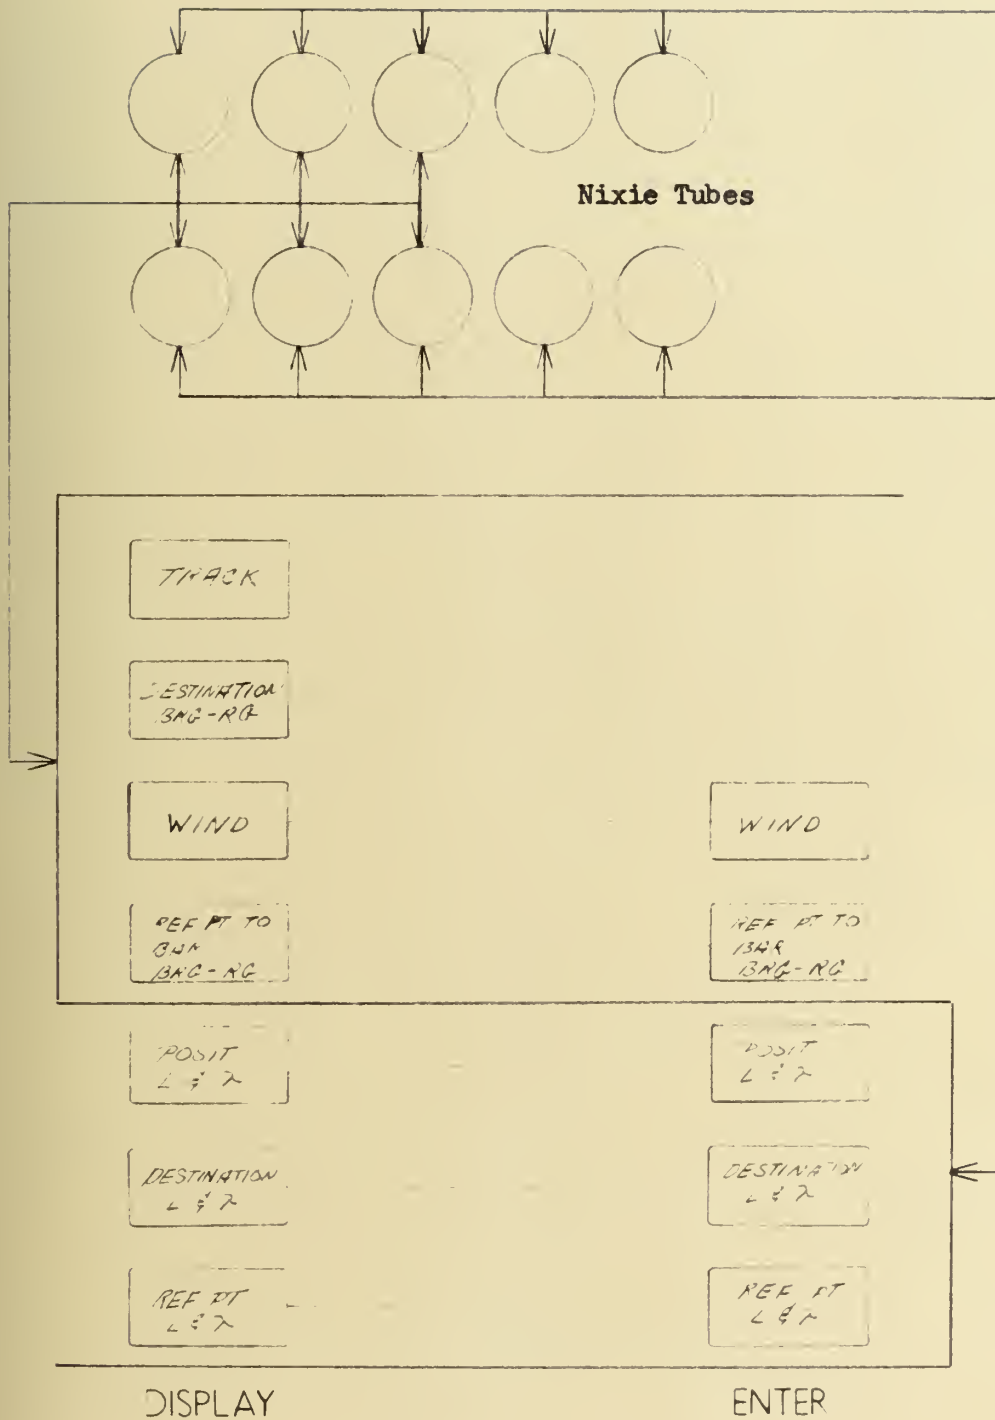 Nixie Tubes
TRACK
DESTINATION
BRG-RG
WIND
WIND
REF PT TO
BRG-RG
REF PT TO
BRG-RG
POSIT
L & λ
POSIT
L & λ
DESTINATION
L & λ
DESTINATION
L & λ
REF PT
L & λ
REF PT
L & λ
DISPLAY
ENTER